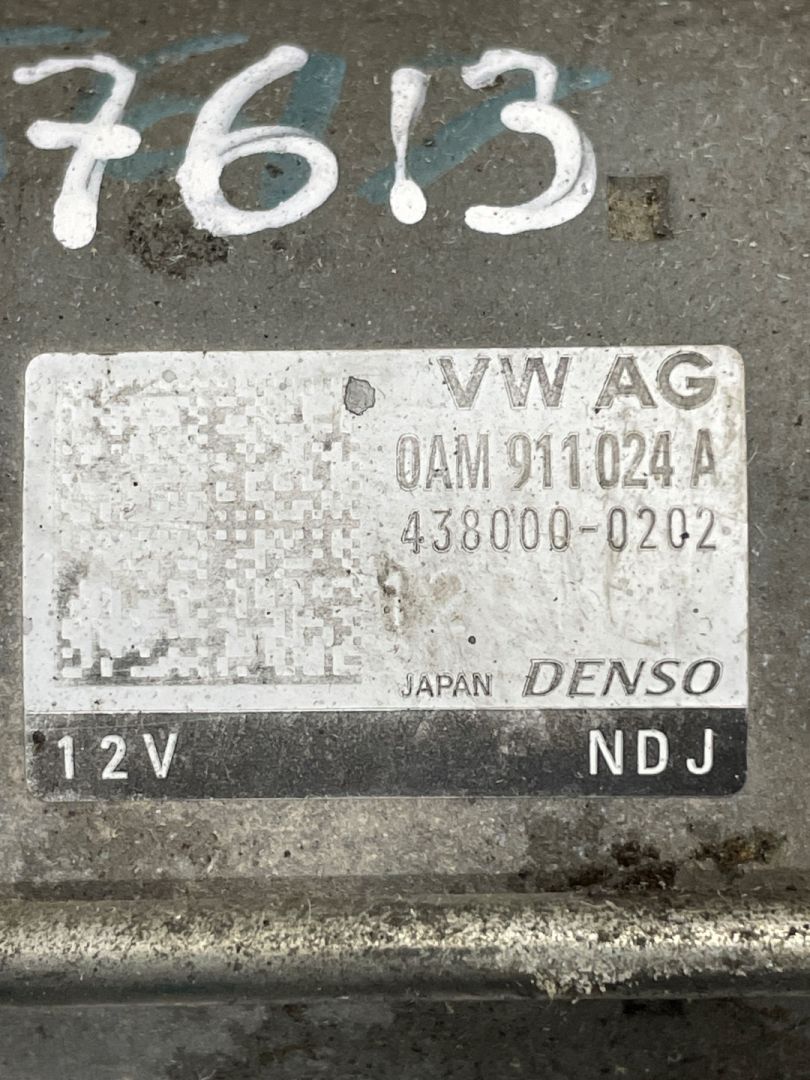 7613
VW AG
0AM 911 024 A
438000-0202
JAPAN DENSO
12V NDJ